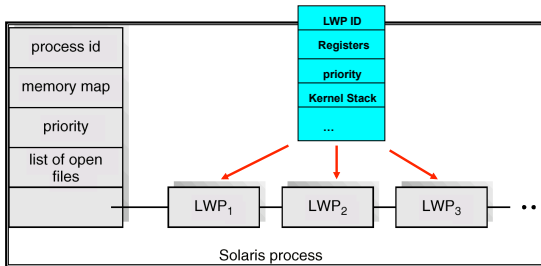 process id
memory map
priority
list of open
files
LWP ID
Registers
priority
Kernel Stack
...
LWP₁
LWP₂
LWP₃
Solaris process